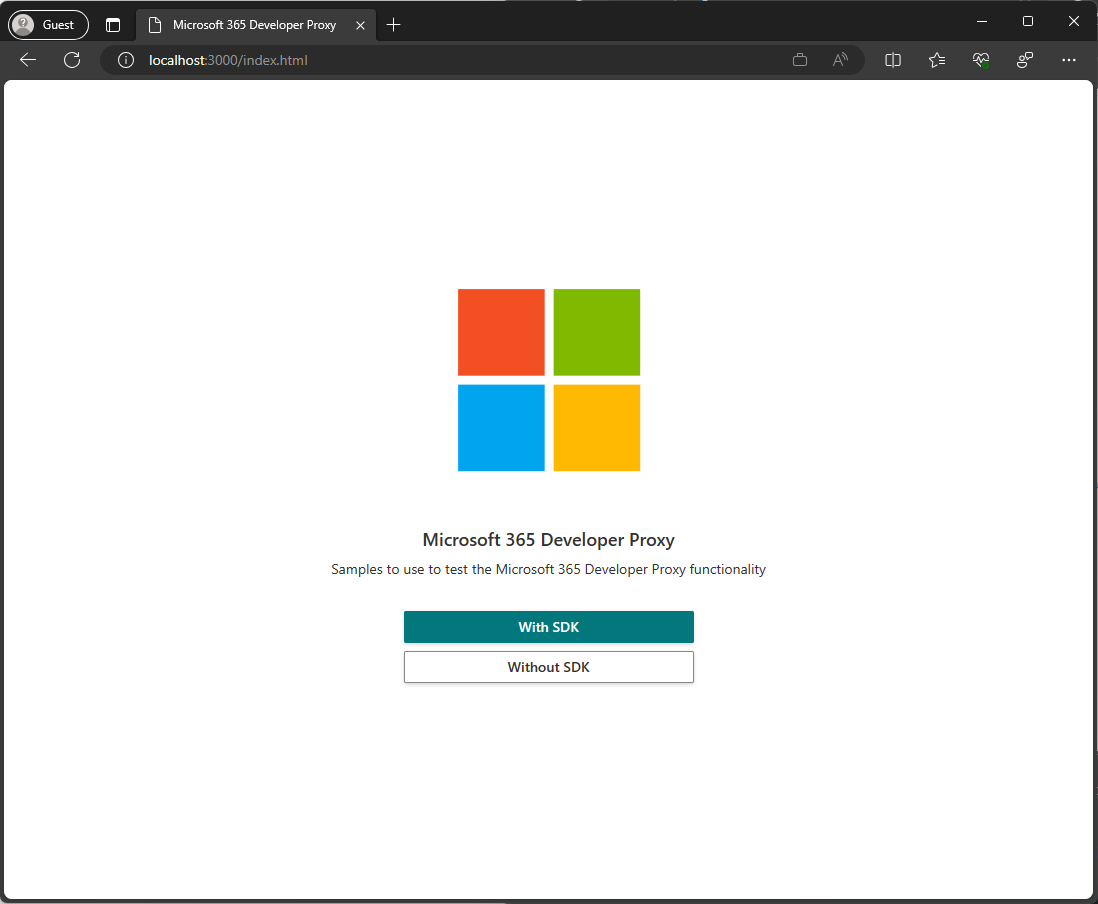 Guest
Microsoft 365 Developer Proxy
localhost:3000/index.html
Microsoft 365 Developer Proxy
Samples to use to test the Microsoft 365 Developer Proxy functionality
With SDK
Without SDK